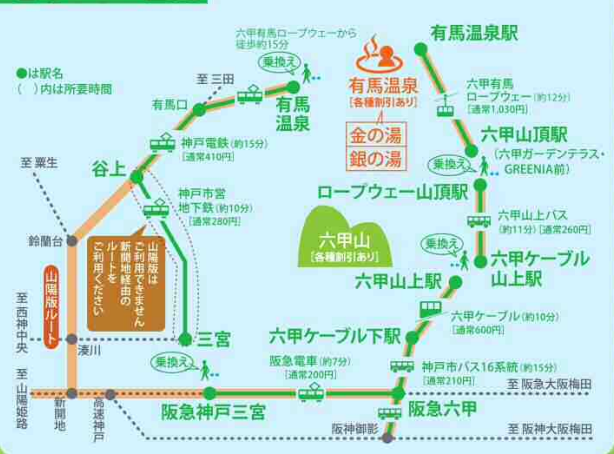 ●は駅名
( )内は所要時間
六甲有馬ロープウェーから
徒歩約15分
乗換え
至 三田
有馬
温泉
有馬口
神戸電鉄(約15分)
[通常410円]
至 粟生
谷上
神戸市営
地下鉄(約10分)
[通常280円]
鈴蘭台
山陽版は
ご利用できません
新開地経由の
ルートを
ご利用ください
山陽版ルート
至 西神中央
湊川
三宮
乗換え
至 山陽姫路
新開地
高速神戸
阪急神戸三宮
阪急電車(約7分)
[通常200円]
有馬温泉
[各種割引あり]
金の湯
銀の湯
有馬温泉駅
六甲有馬
ロープウェー(約12分)
[通常1,030円]
六甲山頂駅
(六甲ガーデンテラス・
GREENIA前)
乗換え
ロープウェー山頂駅
六甲山上バス
(約11分)[通常260円]
六甲山
[各種割引あり]
乗換え
六甲ケーブル
山上駅
六甲山上駅
六甲ケーブル(約10分)
[通常600円]
六甲ケーブル下駅
神戸市バス16系統(約15分)
[通常210円]
至 阪急大阪梅田
阪急六甲
阪神御影
至 阪神大阪梅田